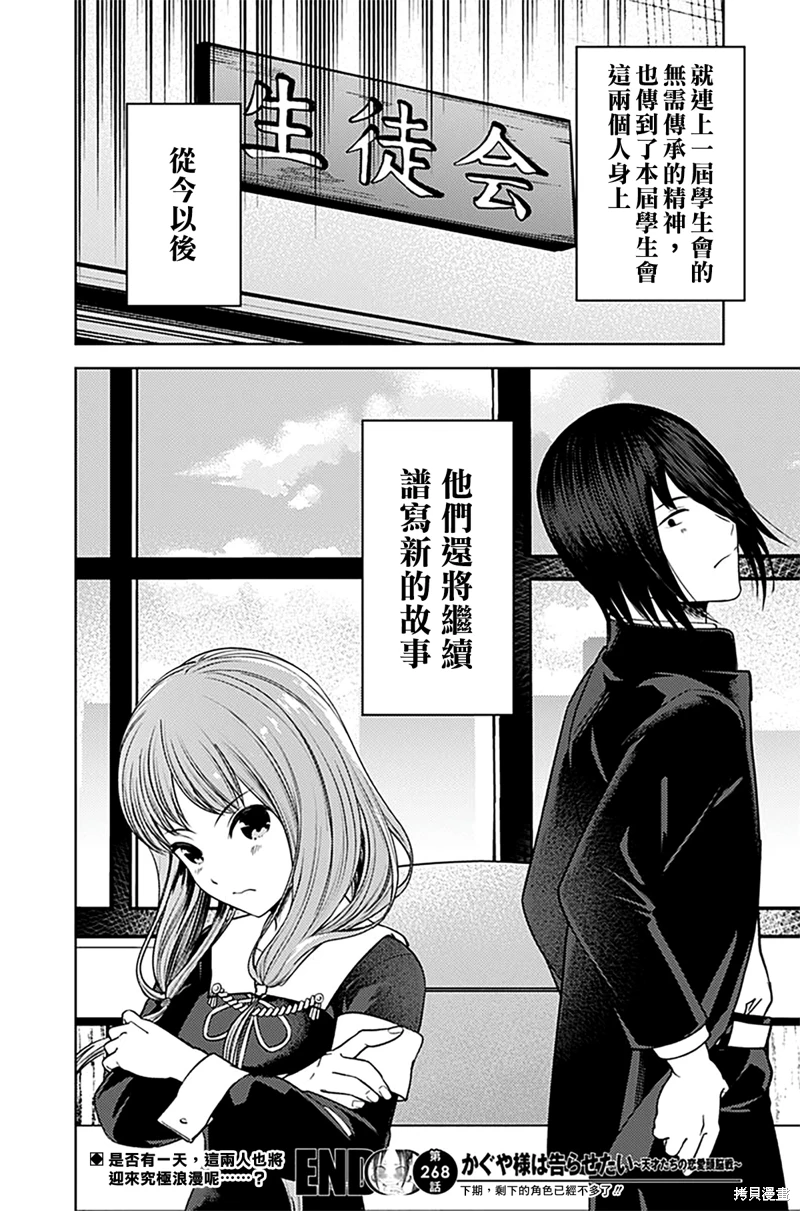 就連上一屆學生會的
無需傳承的精神，
也傳到了本屆學生會
這兩個人身上
生徒会
從今以後
他們還將繼續
譜寫新的故事
是否有一天，這兩人也將
迎來究極浪漫呢……？
END
第
268
話
かぐや様は告らせたい～天才たちの恋愛頭脳戦～
下期，剩下的角色已經不多了!!
拷貝漫畫